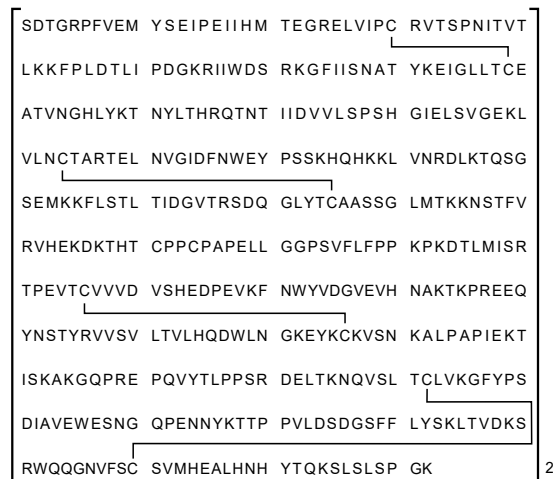 SDTGRPFVEM YSEIPEIIHM TEGRELVIPC RVTSPNITVT
LKKFPLDTLI PDGKRIIWDS RKGFIISNAT YKEIGLLTCE
ATVNGHLYKT NYLTHRQTNT IIDVVLSPSH GIELSVGEKL
VLNCTARTEL NVGIDFNWEY PSSKHQHKKL VNRDLKTQSG
SEMKKFLSTL TIDGVTRSDQ GLYTCAASSG LMTKKNSTFV
RVHEKDKTHT CPPCPAPELL GGPSVFLFPP KPKDTLMISR
TPEVTCVVVD VSHEDPEVKF NWYVDGVEVH NAKTKPREEQ
YNSTYRVVSV LTVLHQDWLN GKEYKCKVSN KALPAPIEKT
ISKAKGQPRE PQVYTLPPSR DELTKNQVSL TCLVKGFYPS
DIAVEWESNG QPENNYKTTP PVLDSDGSFF LYSKLTVDKS
RWQQGNVFSC SVMHEALHNH YTQKSLSLSP GK 2